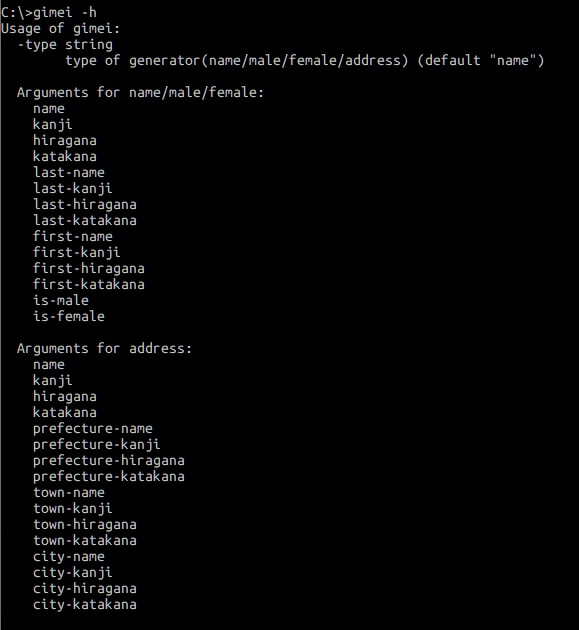 C:\>gimei -h
Usage of gimei:
  -type string
        type of generator(name/male/female/address) (default "name")

  Arguments for name/male/female:
    name
    kanji
    hiragana
    katakana
    last-name
    last-kanji
    last-hiragana
    last-katakana
    first-name
    first-kanji
    first-hiragana
    first-katakana
    is-male
    is-female

  Arguments for address:
    name
    kanji
    hiragana
    katakana
    prefecture-name
    prefecture-kanji
    prefecture-hiragana
    prefecture-katakana
    town-name
    town-kanji
    town-hiragana
    town-katakana
    city-name
    city-kanji
    city-hiragana
    city-katakana